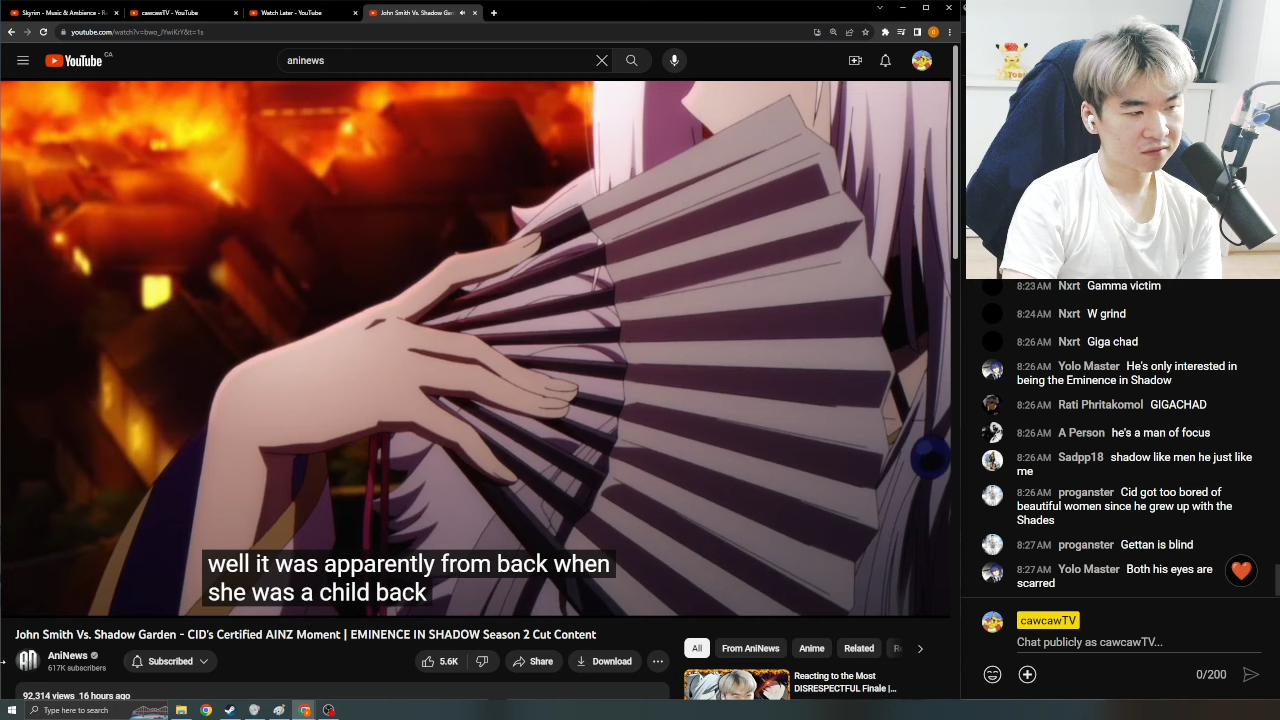 Skyrim - Music & Ambience - R
cawcawTV - YouTube
Watch Later - YouTube
John Smith Vs. Shadow Gar
YouTube
CA
aninews
well it was apparently from back when
she was a child back
John Smith Vs. Shadow Garden - CID's Certified AINZ Moment | EMINENCE IN SHADOW Season 2 Cut Content
AniNews
617K subscribers
Subscribed
5.6K
Share
Download
All
From AniNews
Anime
Related
Reacting to the Most
DISRESPECTFUL Finale |...
92,314 views 16 hours ago
Type here to search
8:23 AM Nxrt Gamma victim
8:24 AM Nxrt W grind
8:26 AM Nxrt Giga chad
8:26 AM Yolo Master He's only interested in
being the Eminence in Shadow
8:26 AM Rati Phritakomol GIGACHAD
8:26 AM A Person he's a man of focus
8:26 AM Sadpp18 shadow like men he just like
me
8:26 AM proganster Cid got too bored of
beautiful women since he grew up with the
Shades
8:27 AM proganster Gettan is blind
8:27 AM Yolo Master Both his eyes are
scarred
cawcawTV
Chat publicly as cawcawTV...
0/200